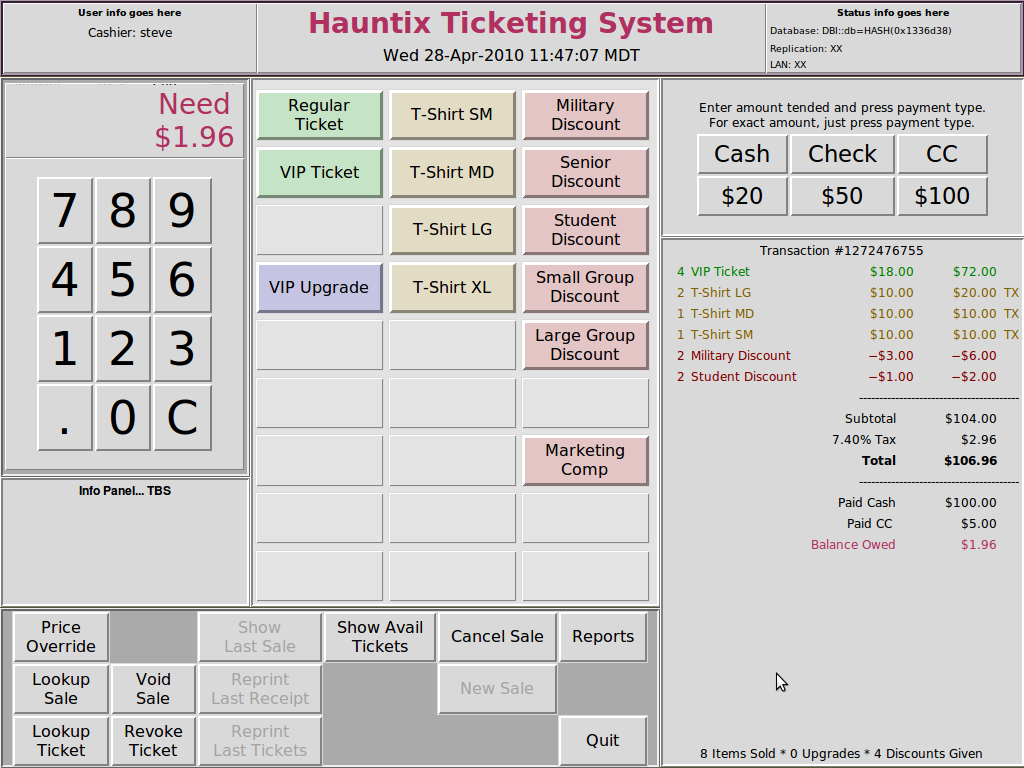 User info goes here
Cashier: steve
Hauntix Ticketing System
Wed 28-Apr-2010 11:47:07 MDT
Status info goes here
Database: DBI::db=HASH(0x1336d38)
Replication: XX
LAN: XX
Need
$1.96
7 8 9
4 5 6
1 2 3
. 0 C
Info Panel... TBS
Regular
Ticket
T-Shirt SM
Military
Discount
VIP Ticket
T-Shirt MD
Senior
Discount
T-Shirt LG
Student
Discount
VIP Upgrade
T-Shirt XL
Small Group
Discount
Large Group
Discount
Marketing
Comp
Enter amount tended and press payment type.
For exact amount, just press payment type.
Cash Check CC
$20 $50 $100
Transaction #1272476755
4 VIP Ticket $18.00 $72.00
2 T-Shirt LG $10.00 $20.00 TX
1 T-Shirt MD $10.00 $10.00 TX
1 T-Shirt SM $10.00 $10.00 TX
2 Military Discount −$3.00 −$6.00
2 Student Discount −$1.00 −$2.00
--------------------------------
Subtotal $104.00
7.40% Tax $2.96
Total $106.96
--------------------------------
Paid Cash $100.00
Paid CC $5.00
Balance Owed $1.96
8 Items Sold * 0 Upgrades * 4 Discounts Given
Price
Override
Show
Last Sale
Show Avail
Tickets
Cancel Sale
Reports
Lookup
Sale
Void
Sale
Reprint
Last Receipt
New Sale
Lookup
Ticket
Revoke
Ticket
Reprint
Last Tickets
Quit